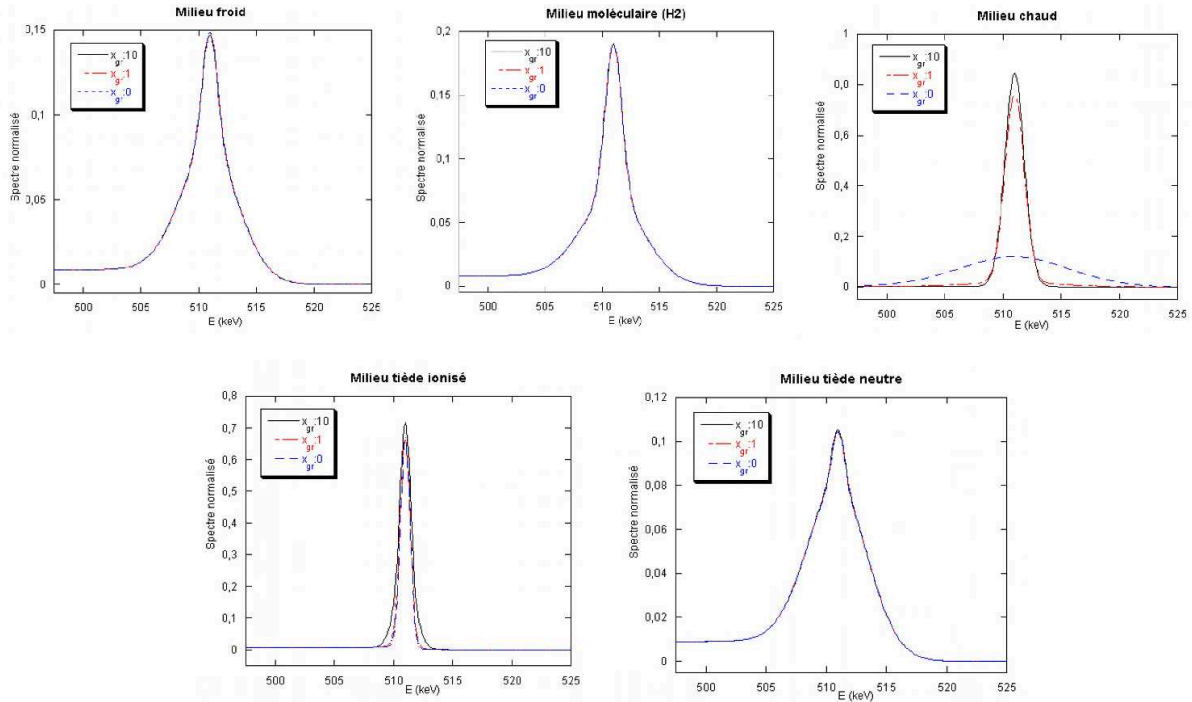 Milieu froid
Spectre normalisé
0,15
0,1
0,05
0
x_gr:10
x_gr:1
x_gr:0
500 505 510 515 520 525
E (keV)
Milieu moléculaire (H2)
Spectre normalisé
0,2
0,15
0,1
0,05
0
x_gr:10
x_gr:1
x_gr:0
500 505 510 515 520 525
E (keV)
Milieu chaud
Spectre normalisé
1
0,8
0,6
0,4
0,2
0
x_gr:10
x_gr:1
x_gr:0
500 505 510 515 520 525
E (keV)
Milieu tiède ionisé
Spectre normalisé
0,8
0,7
0,6
0,5
0,4
0,3
0,2
0,1
0
x_gr:10
x_gr:1
x_gr:0
500 505 510 515 520 525
E (keV)
Milieu tiède neutre
Spectre normalisé
0,12
0,1
0,08
0,06
0,04
0,02
0
x_gr:10
x_gr:1
x_gr:0
500 505 510 515 520 525
E (keV)